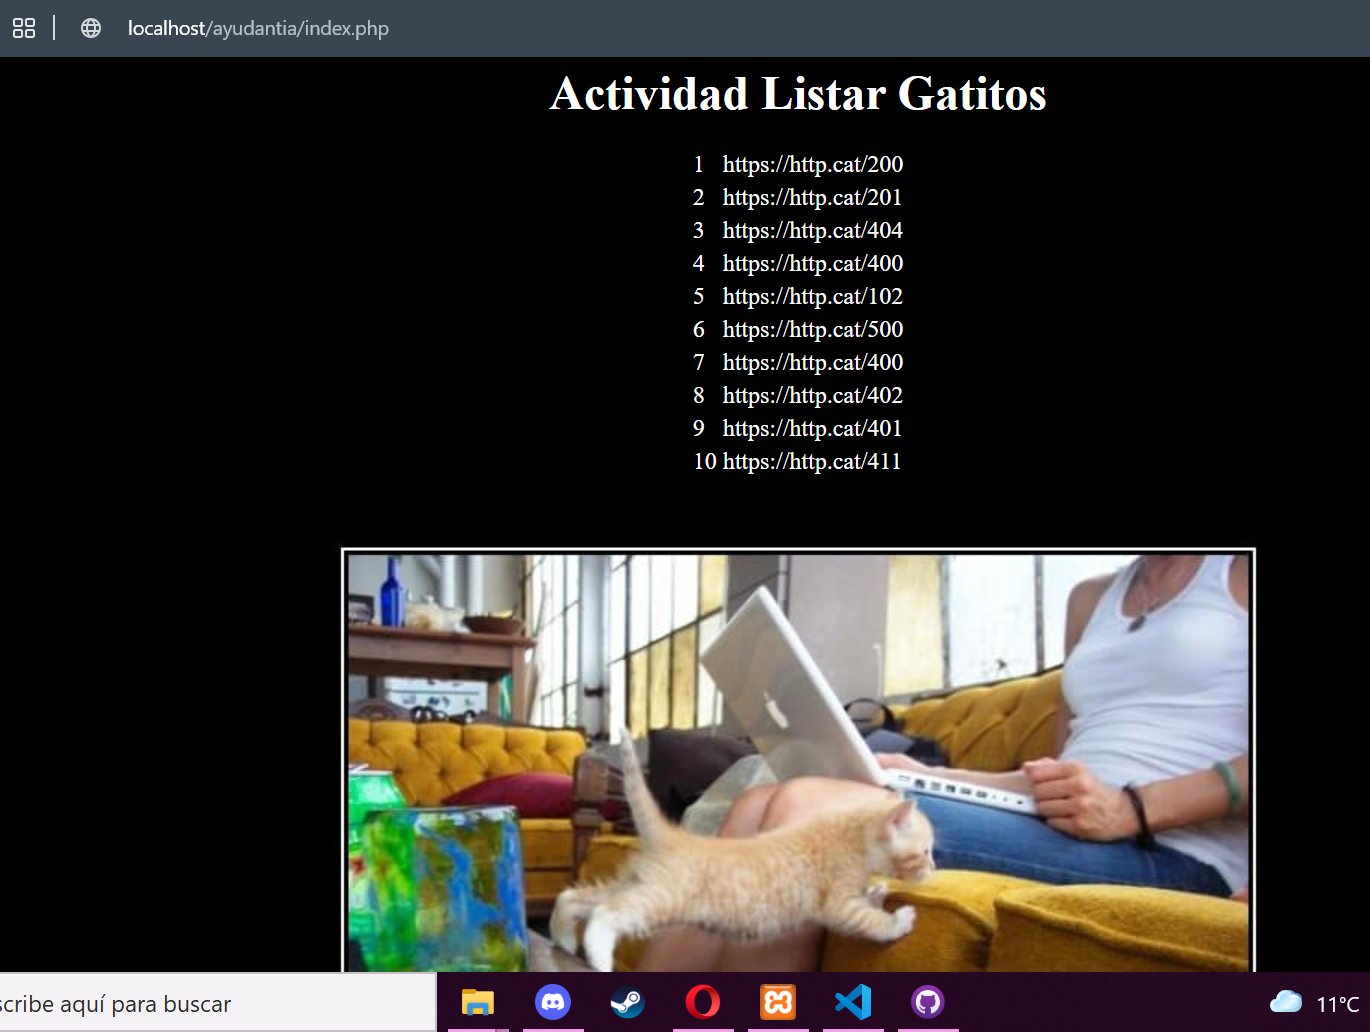 localhost/ayudantia/index.php
Actividad Listar Gatitos
1 https://http.cat/200
2 https://http.cat/201
3 https://http.cat/404
4 https://http.cat/400
5 https://http.cat/102
6 https://http.cat/500
7 https://http.cat/400
8 https://http.cat/402
9 https://http.cat/401
10 https://http.cat/411
scribe aquí para buscar
11°C